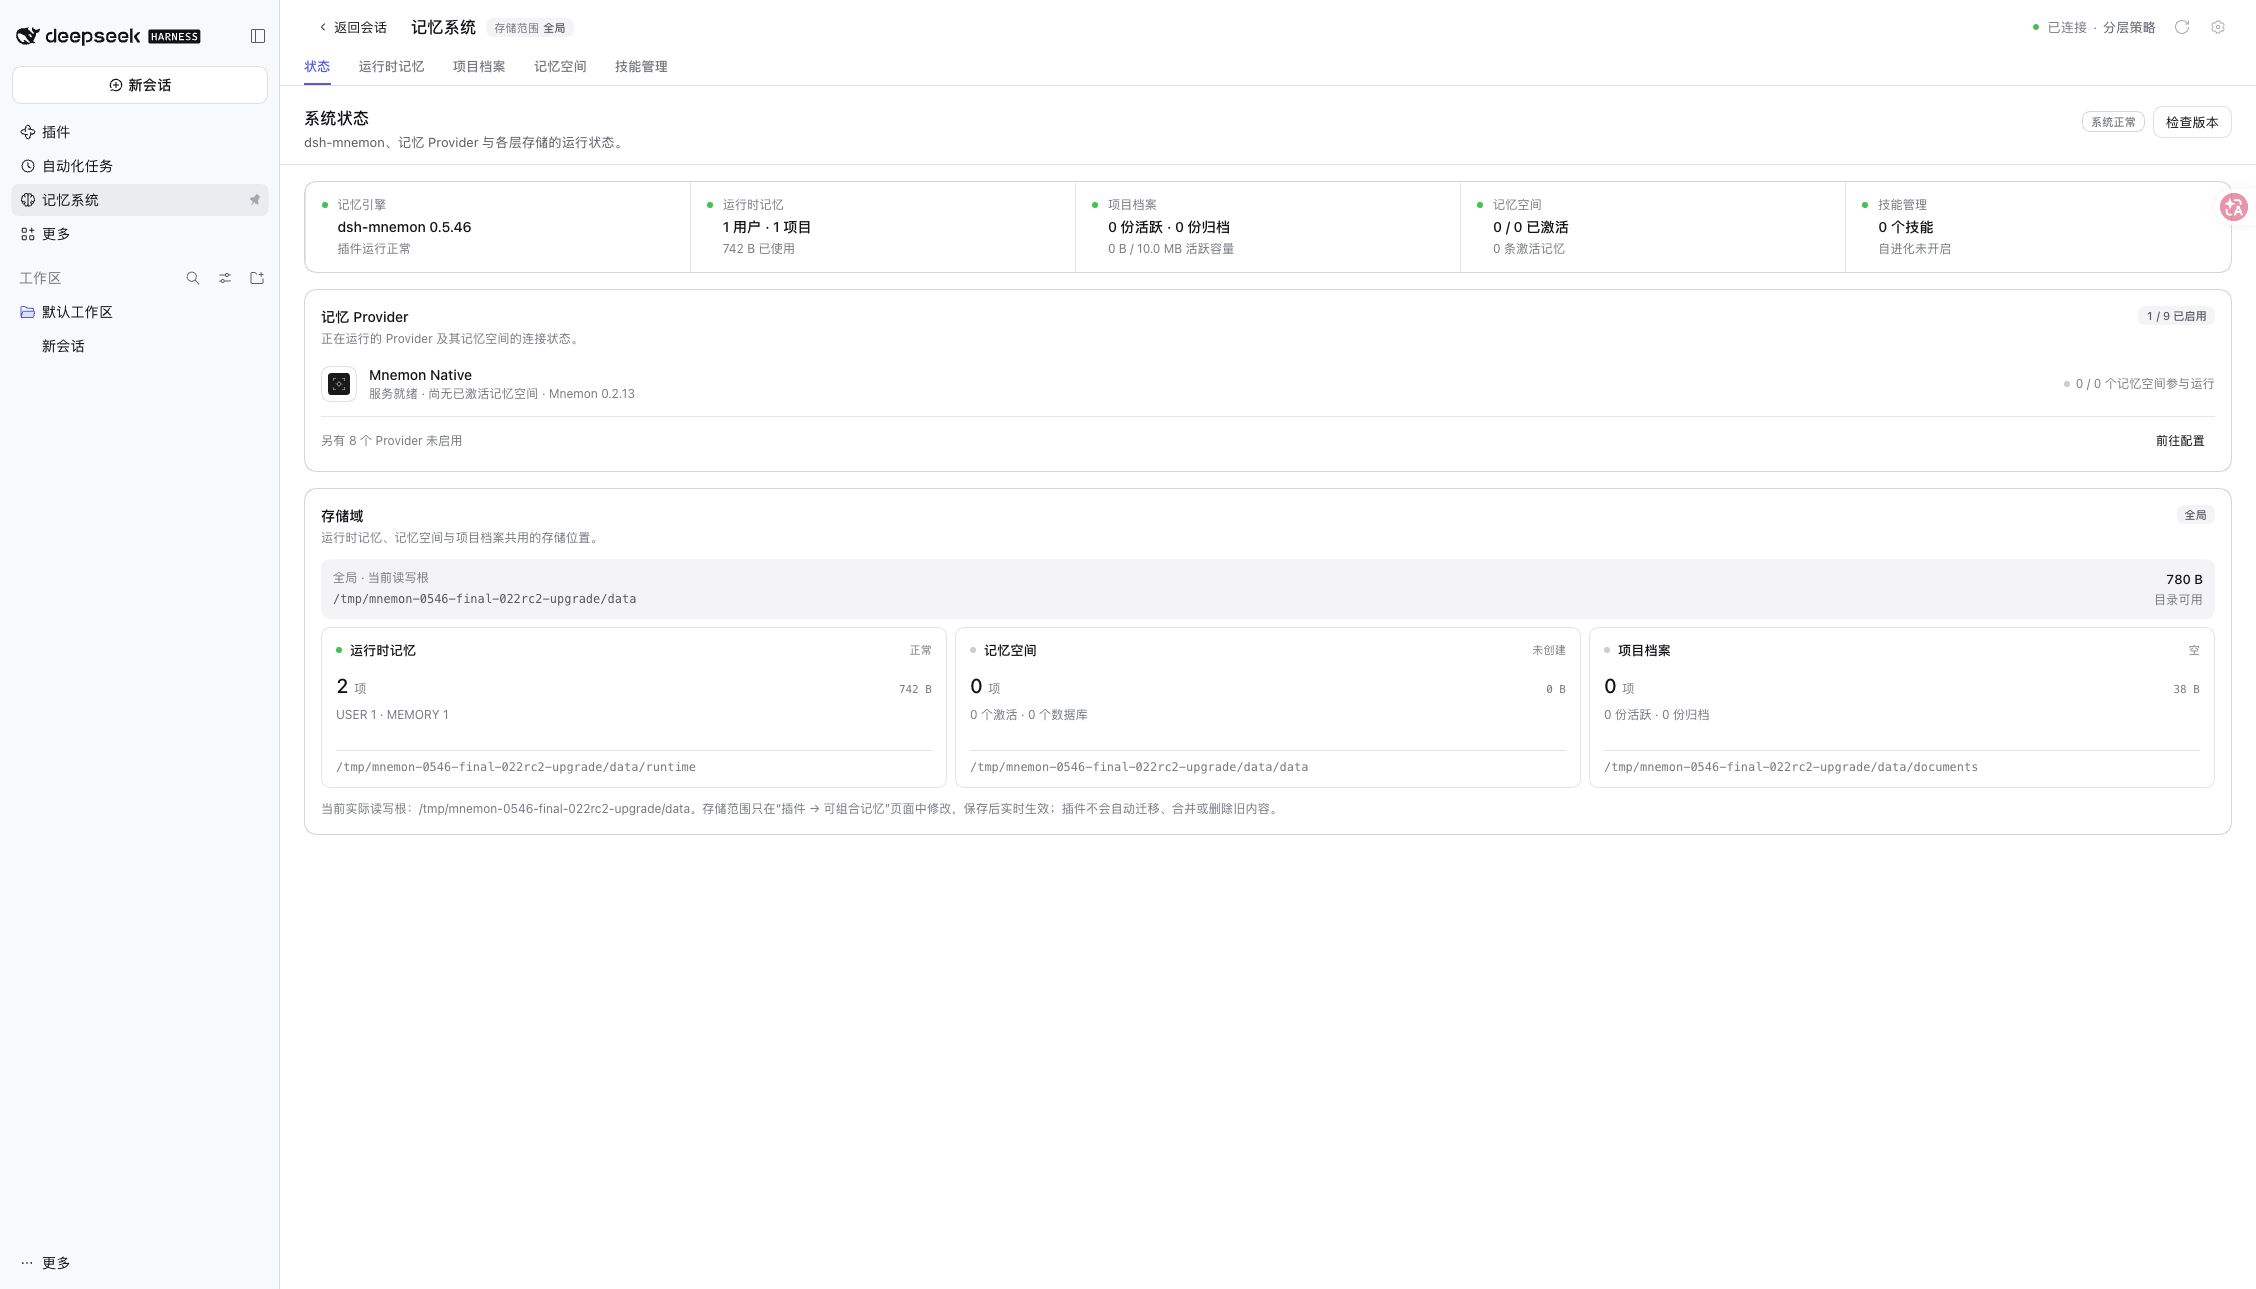 deepseek HARNESS
新会话
插件
自动化任务
记忆系统
更多
工作区
默认工作区
新会话
更多
返回会话 记忆系统 存储范围 全局
已连接 · 分层策略
状态 运行时记忆 项目档案 记忆空间 技能管理
系统状态
dsh-mnemon、记忆 Provider 与各层存储的运行状态。
系统正常 检查版本
记忆引擎
dsh-mnemon 0.5.46
插件运行正常
运行时记忆
1 用户 · 1 项目
742 B 已使用
项目档案
0 份活跃 · 0 份归档
0 B / 10.0 MB 活跃容量
记忆空间
0 / 0 已激活
0 条激活记忆
技能管理
0 个技能
自进化未开启
记忆 Provider
1 / 9 已启用
正在运行的 Provider 及其记忆空间的连接状态。
Mnemon Native
服务就绪 · 尚无已激活记忆空间 · Mnemon 0.2.13
0 / 0 个记忆空间参与运行
另有 8 个 Provider 未启用
前往配置
存储域
全局
运行时记忆、记忆空间与项目档案共用的存储位置。
全局 · 当前读写根
/tmp/mnemon-0546-final-022rc2-upgrade/data
780 B
目录可用
运行时记忆 正常
2 项 742 B
USER 1 · MEMORY 1
/tmp/mnemon-0546-final-022rc2-upgrade/data/runtime
记忆空间 未创建
0 项 0 B
0 个激活 · 0 个数据库
/tmp/mnemon-0546-final-022rc2-upgrade/data/data
项目档案 空
0 项 38 B
0 份活跃 · 0 份归档
/tmp/mnemon-0546-final-022rc2-upgrade/data/documents
当前实际读写根：/tmp/mnemon-0546-final-022rc2-upgrade/data。存储范围只在“插件 → 可组合记忆”页面中修改，保存后实时生效；插件不会自动迁移、合并或删除旧内容。